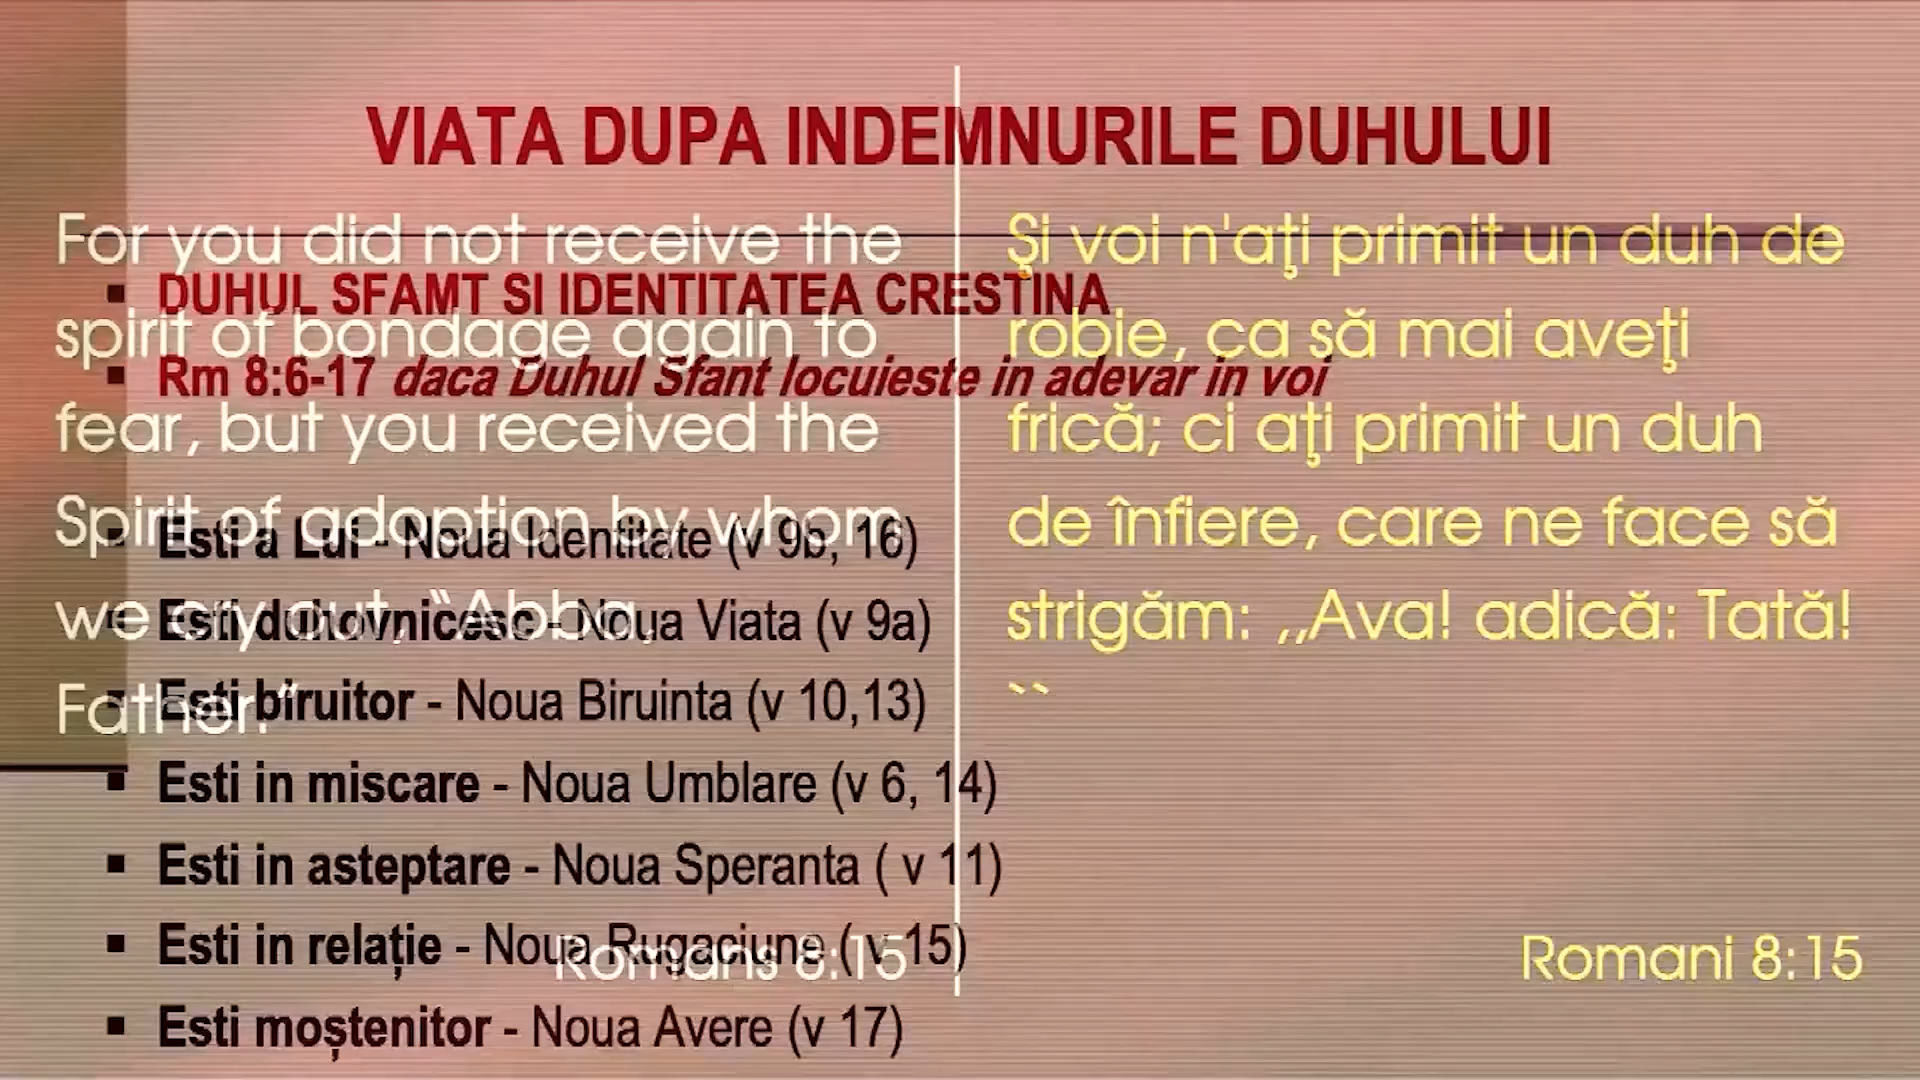 VIATA DUPA INDEMNURILE DUHULUI
DUHUL SFAMT SI IDENTITATEA CRESTINA
Rm 8:6-17 daca Duhul Sfant locuieste in adevar in voi
Esti a Lui - Noua Identitate (v 9b, 16)
Esti duhovnicesc - Noua Viata (v 9a)
Esti biruitor - Noua Biruinta (v 10,13)
Esti in miscare - Noua Umblare (v 6, 14)
Esti in asteptare - Noua Speranta ( v 11)
Esti in relație - Noua Rugaciune ( v 15)
Esti moștenitor - Noua Avere (v 17)
For you did not receive the
spirit of bondage again to
fear, but you received the
Spirit of adoption by whom
we cry out, “Abba,
Father.”
Romans 8:15
Şi voi n'aţi primit un duh de
robie, ca să mai aveţi
frică; ci aţi primit un duh
de înfiere, care ne face să
strigăm: ,,Ava! adică: Tată!
``
Romani 8:15